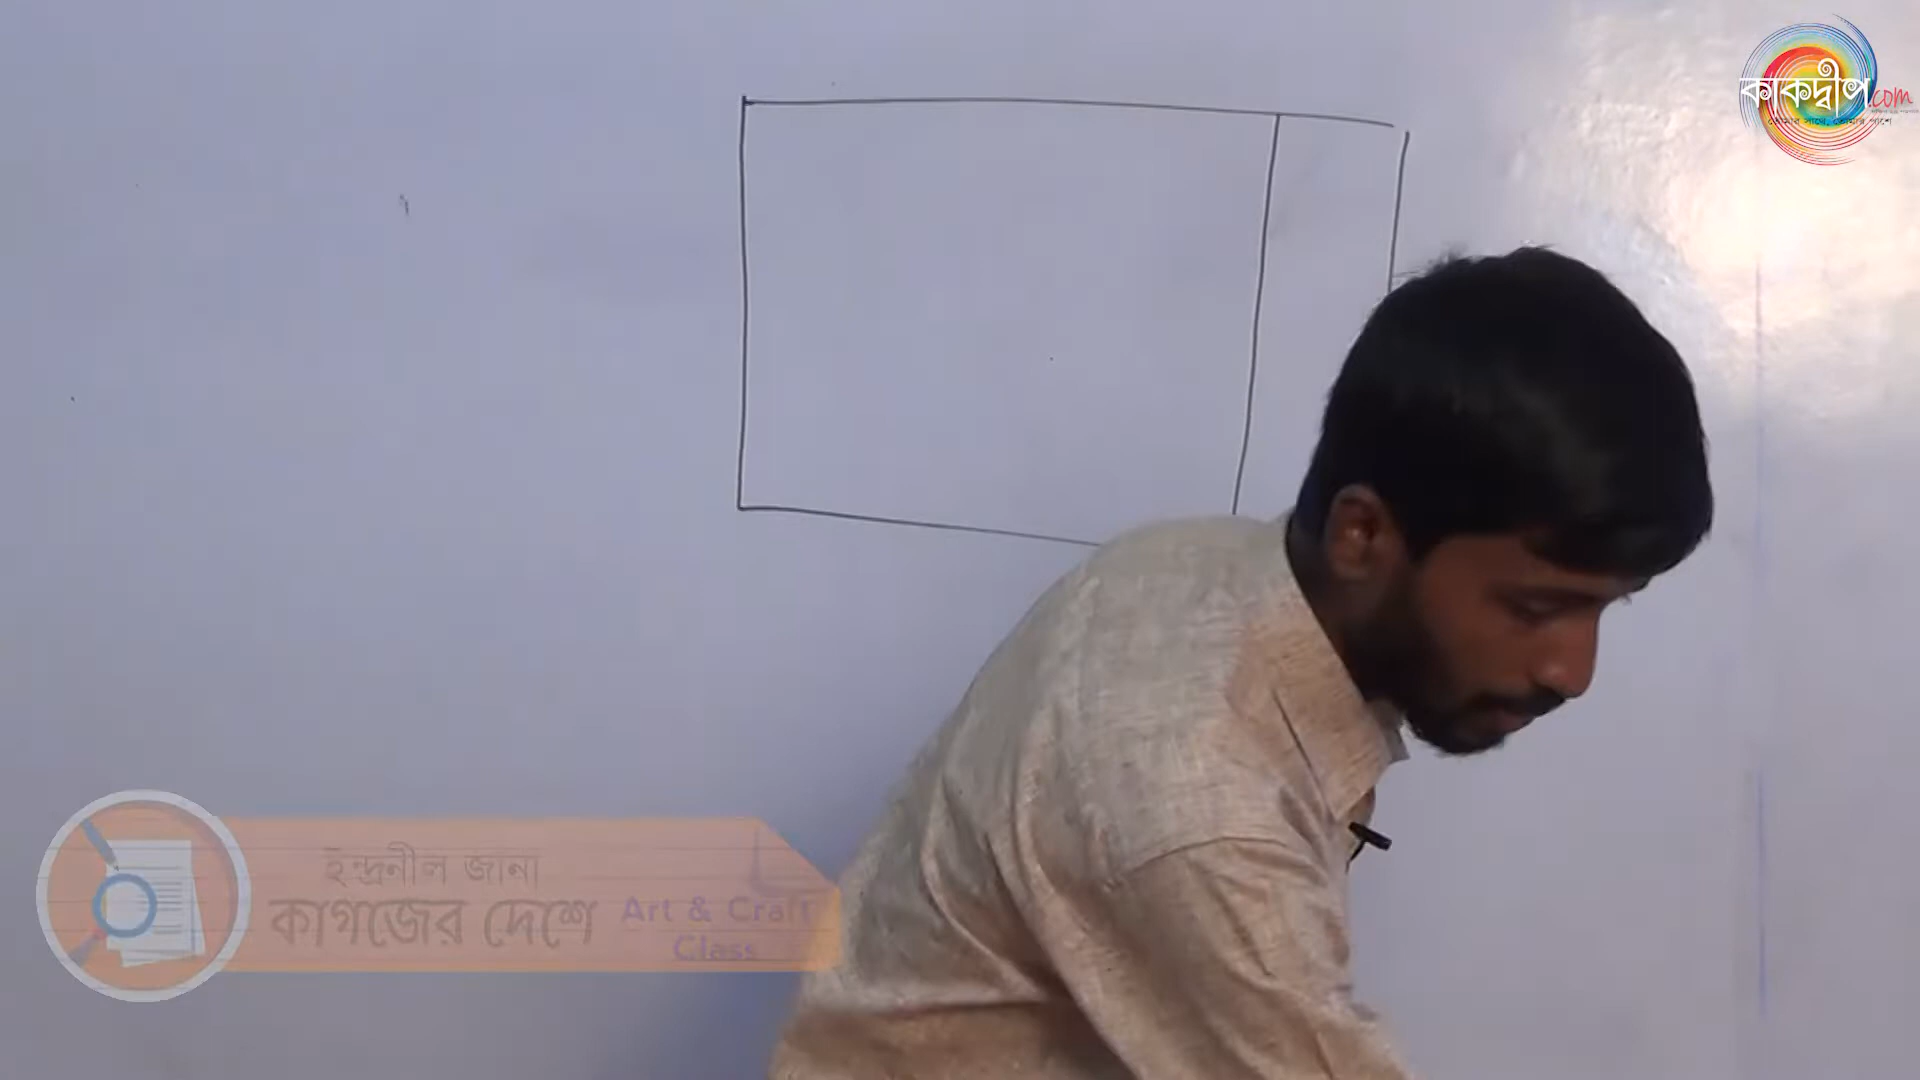 কাকদ্বীপ.com
তোমার সাথে, তোমার পাশে
ইন্দ্রনীল জানা
কাগজের দেশে
Art & Craft
Class